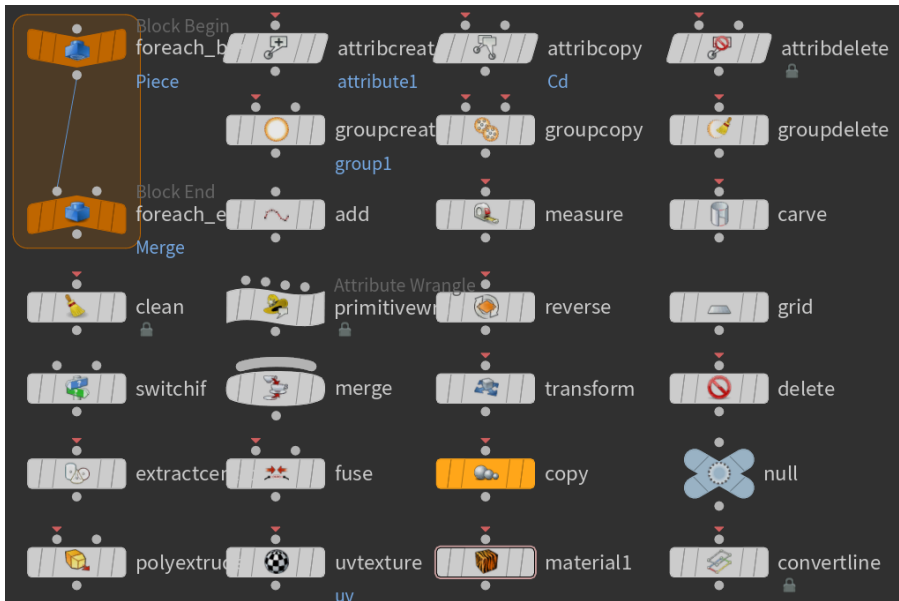 Block Begin
foreach_b
Piece
attribcreat
attribute1
attribcopy
Cd
attribdelete
groupcreat
group1
groupcopy
groupdelete
Block End
foreach_e
Merge
add
measure
carve
clean
Attribute Wrangle
primitivewr
reverse
grid
switchif
merge
transform
delete
extractcer
fuse
copy
null
polyextruc
uvtexture
uv
material1
convertline